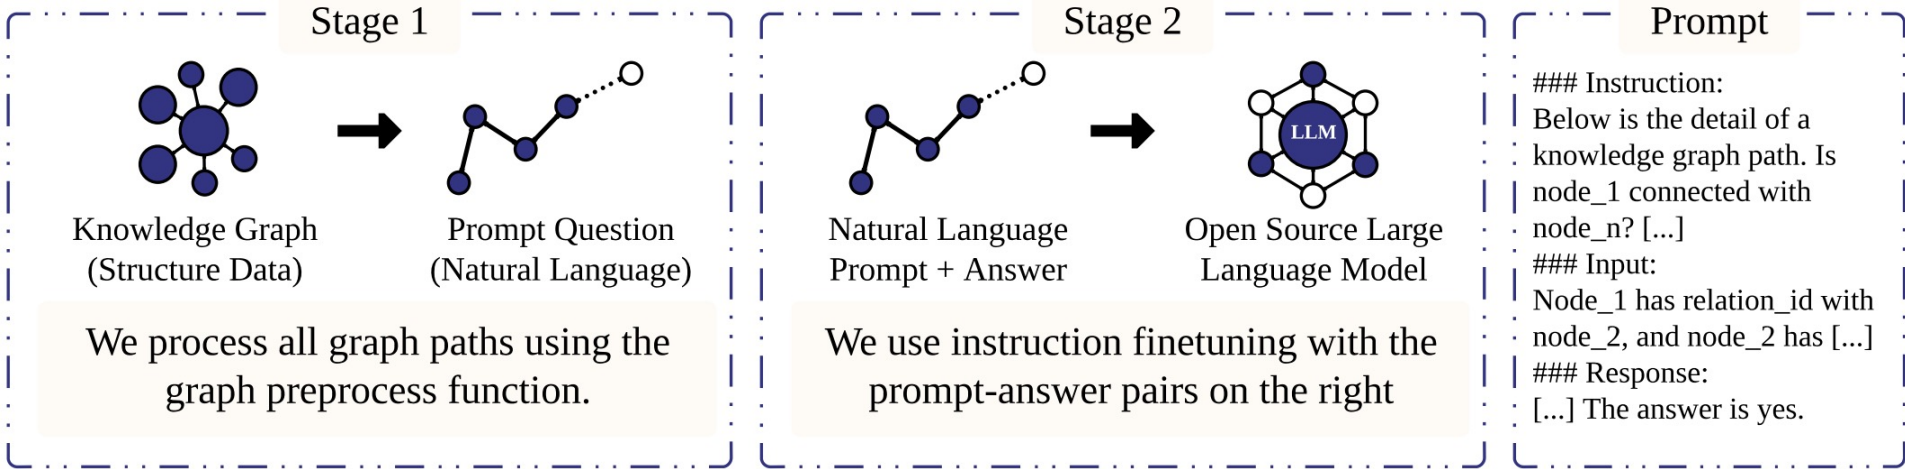 Stage 1
Knowledge Graph
(Structure Data)
Prompt Question
(Natural Language)
We process all graph paths using the
graph preprocess function.
Stage 2
LLM
Natural Language
Prompt + Answer
Open Source Large
Language Model
We use instruction finetuning with the
prompt-answer pairs on the right
Prompt
### Instruction:
Below is the detail of a
knowledge graph path. Is
node_1 connected with
node_n? [...]
### Input:
Node_1 has relation_id with
node_2, and node_2 has [...]
### Response:
[...] The answer is yes.